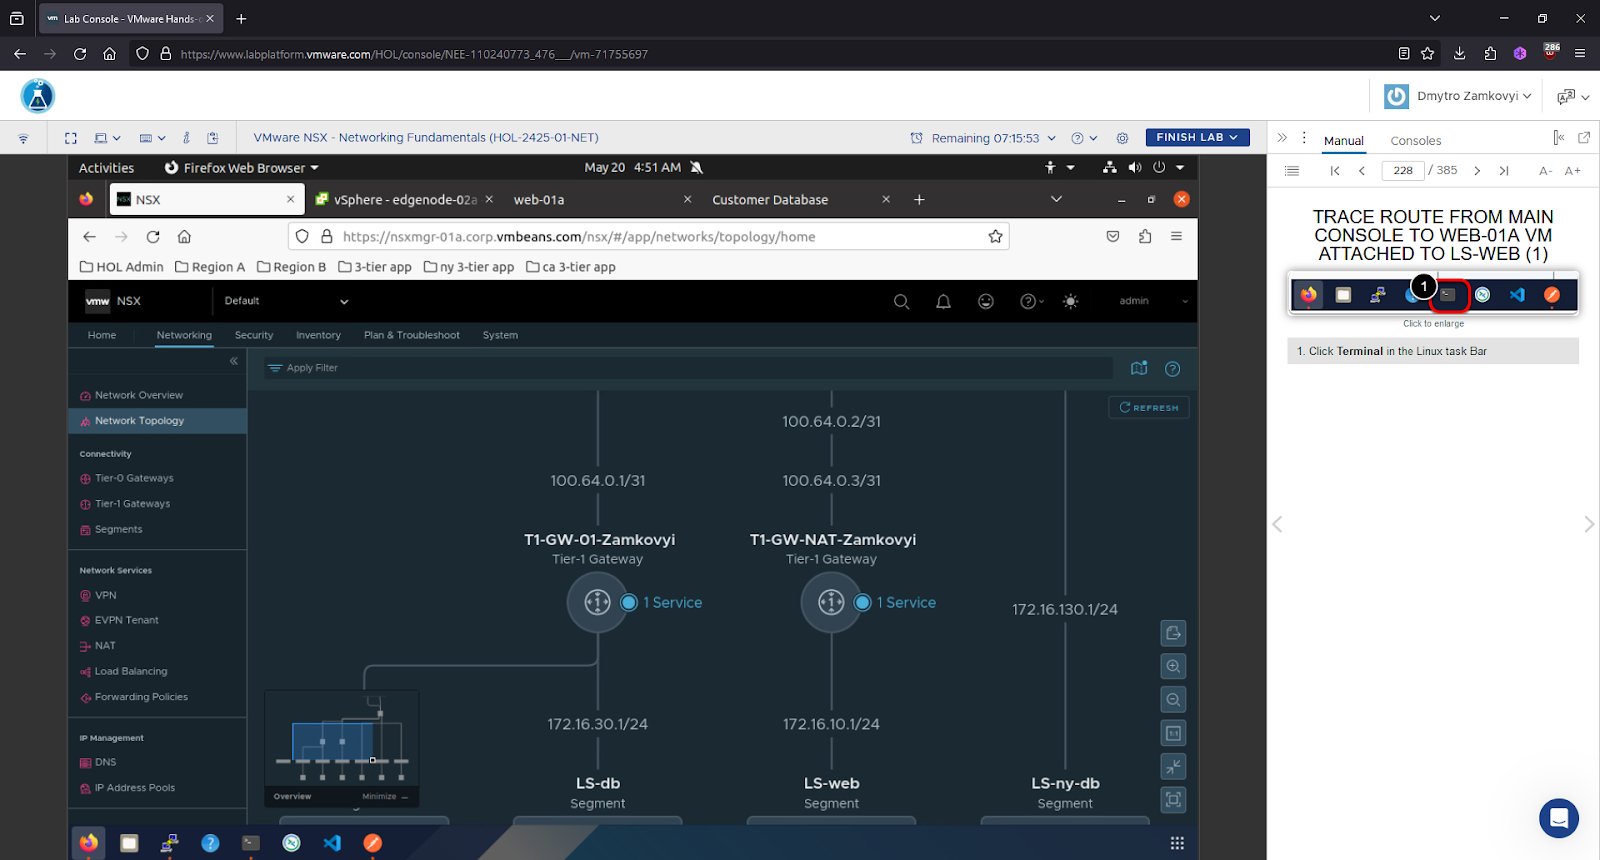 vm Lab Console - VMware Hands-o
https://www.labplatform.vmware.com/HOL/console/NEE-110240773_476___/vm-71755697
286
Dmytro Zamkovyi
VMware NSX - Networking Fundamentals (HOL-2425-01-NET)
Remaining 07:15:53
FINISH LAB
Manual
Consoles
Activities
Firefox Web Browser
May 20 4:51 AM
228 / 385
A- A+
NSX
vSphere - edgenode-02a
web-01a
Customer Database
https://nsxmgr-01a.corp.vmbeans.com/nsx/#/app/networks/topology/home
HOL Admin
Region A
Region B
3-tier app
ny 3-tier app
ca 3-tier app
TRACE ROUTE FROM MAIN
CONSOLE TO WEB-01A VM
ATTACHED TO LS-WEB (1)
1
Click to enlarge
1. Click Terminal in the Linux task Bar
vmw NSX
Default
admin
Home
Networking
Security
Inventory
Plan & Troubleshoot
System
Apply Filter
REFRESH
Network Overview
Network Topology
Connectivity
Tier-0 Gateways
Tier-1 Gateways
Segments
Network Services
VPN
EVPN Tenant
NAT
Load Balancing
Forwarding Policies
IP Management
DNS
IP Address Pools
100.64.0.2/31
100.64.0.1/31
100.64.0.3/31
T1-GW-01-Zamkovyi
Tier-1 Gateway
1 Service
T1-GW-NAT-Zamkovyi
Tier-1 Gateway
1 Service
172.16.130.1/24
172.16.30.1/24
172.16.10.1/24
LS-db
Segment
LS-web
Segment
LS-ny-db
Segment
Overview
Minimize
1:1